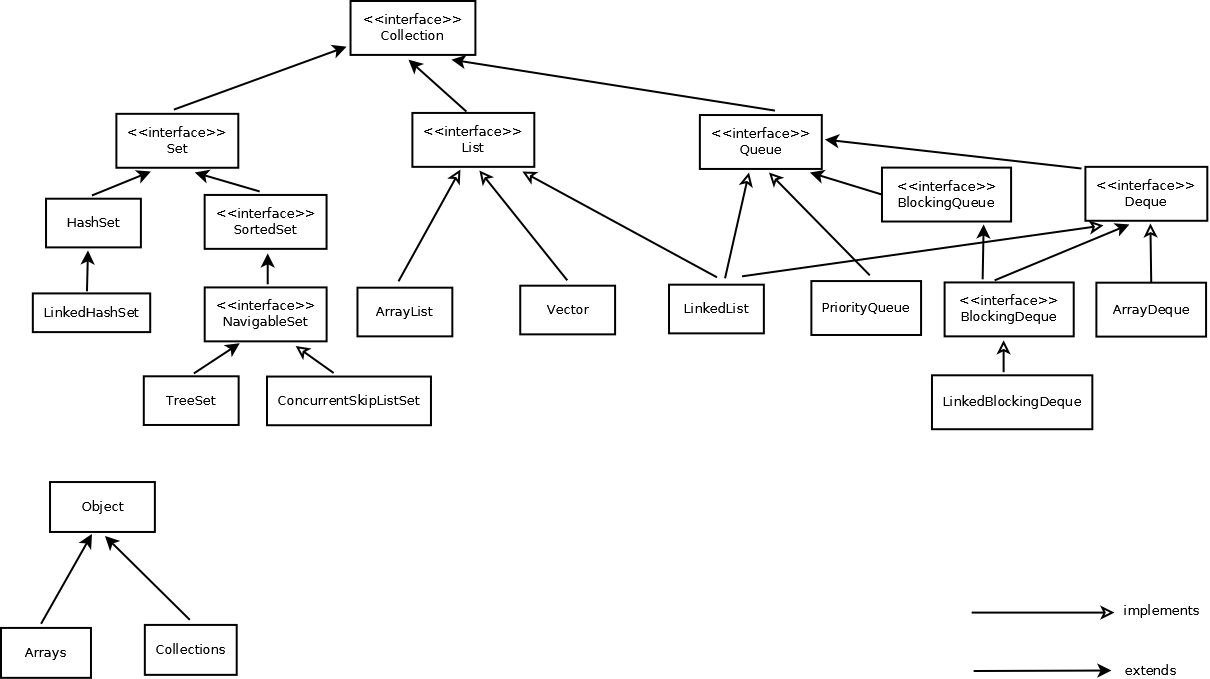 <<interface>>
Collection
<<interface>>
Set
<<interface>>
List
<<interface>>
Queue
<<interface>>
BlockingQueue
<<interface>>
Deque
HashSet
<<interface>>
SortedSet
LinkedHashSet
<<interface>>
NavigableSet
ArrayList
Vector
LinkedList
PriorityQueue
<<interface>>
BlockingDeque
ArrayDeque
TreeSet
ConcurrentSkipListSet
LinkedBlockingDeque
Object
Arrays
Collections
implements
extends